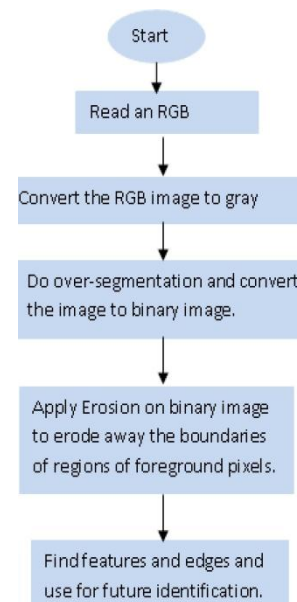 Start
Read an RGB
Convert the RGB image to gray
Do over-segmentation and convert
the image to binary image.
Apply Erosion on binary image
to erode away the boundaries
of regions of foreground pixels.
Find features and edges and
use for future identification.